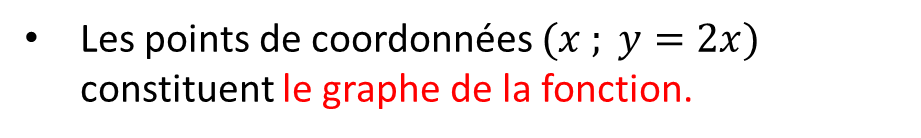 • Les points de coordonnées (𝑥 ; 𝑦 = 2𝑥)
constituent le graphe de la fonction.